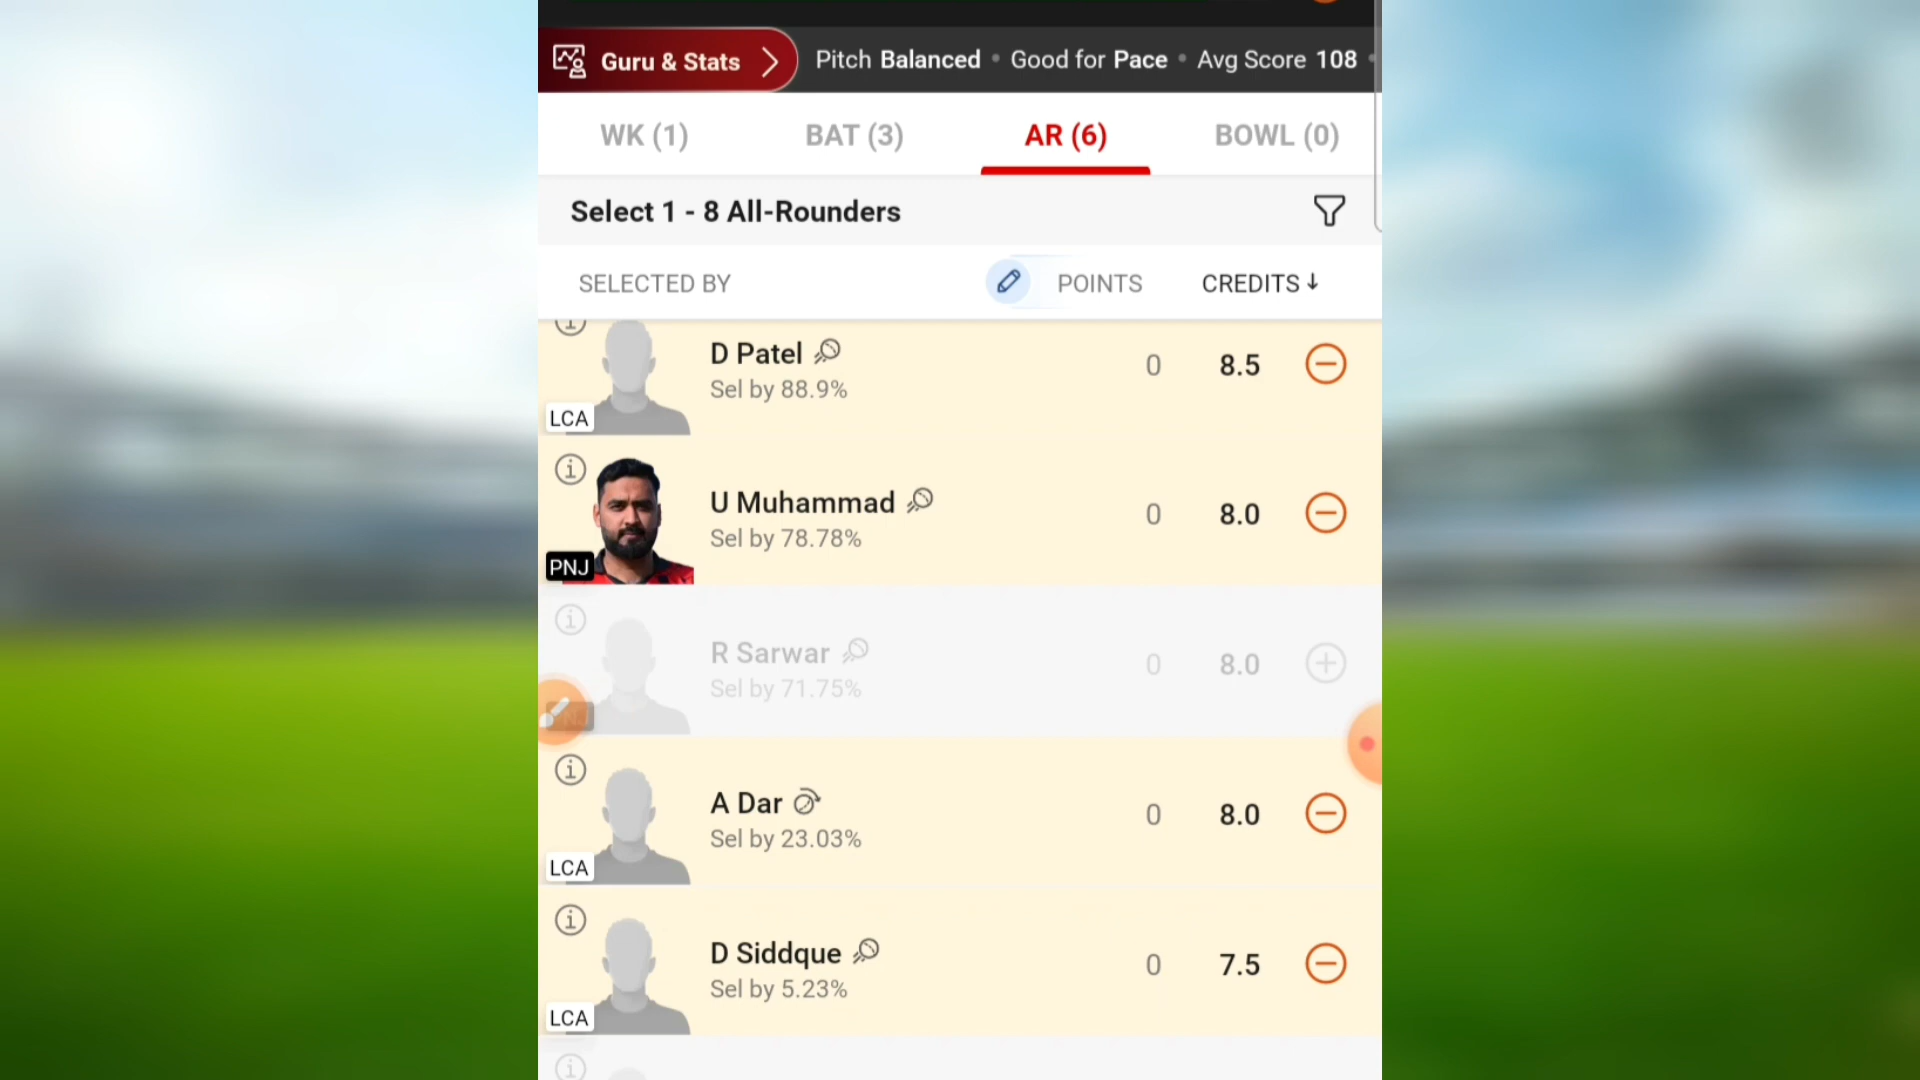 Guru & Stats
Pitch Balanced • Good for Pace • Avg Score 108 •
WK (1) BAT (3) AR (6) BOWL (0)
Select 1 - 8 All-Rounders
SELECTED BY POINTS CREDITS ↓
D Patel 0 8.5
Sel by 88.9%
LCA
U Muhammad 0 8.0
Sel by 78.78%
PNJ
R Sarwar 0 8.0
Sel by 71.75%
A Dar 0 8.0
Sel by 23.03%
LCA
D Siddque 0 7.5
Sel by 5.23%
LCA